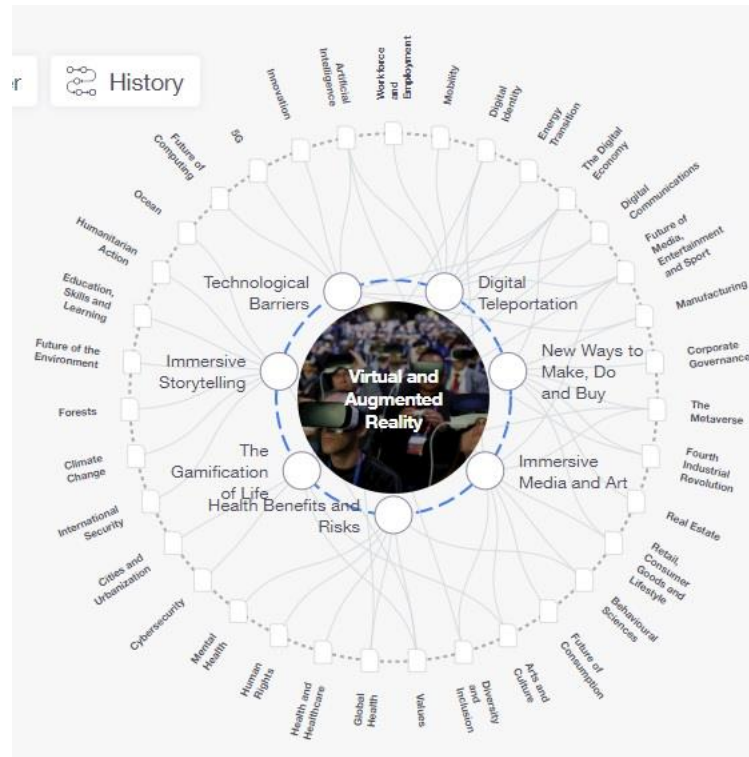 r
History
Workforce
and
Employment
Mobility
Digital
Identity
Energy
Transition
The Digital
Economy
Digital
Communications
Future of
Media,
Entertainment
and Sport
Manufacturing
Corporate
Governance
The
Metaverse
Fourth
Industrial
Revolution
Real Estate
Retail,
Consumer
Goods and
Lifestyle
Behavioural
Sciences
Future of
Consumption
Arts and
Culture
Diversity
and
Inclusion
Values
Global
Health
Health and
Healthcare
Human
Rights
Mental
Health
Cybersecurity
Cities and
Urbanization
International
Security
Climate
Change
Forests
Future of the
Environment
Education,
Skills and
Learning
Humanitarian
Action
Ocean
Future of
Computing
5G
Innovation
Artificial
Intelligence
Technological
Barriers
Digital
Teleportation
New Ways to
Make, Do
and Buy
Immersive
Media and Art
Health Benefits and
Risks
The
Gamification
of Life
Immersive
Storytelling
Virtual and
Augmented
Reality